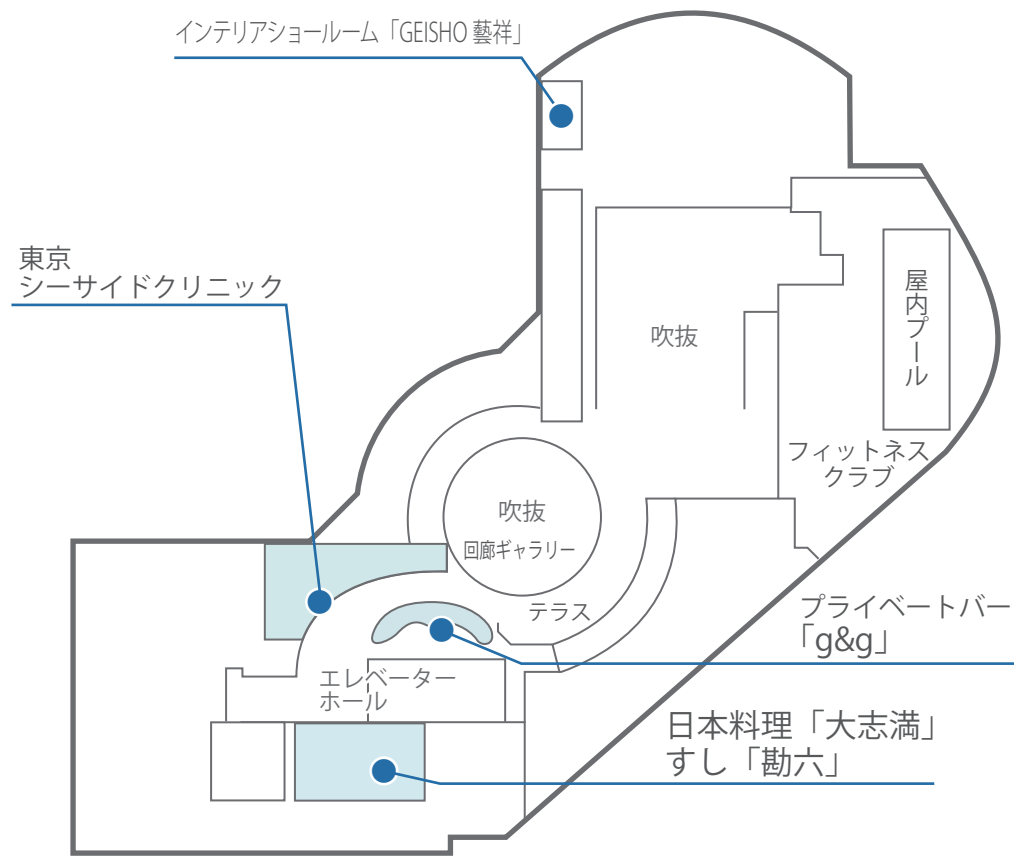 インテリアショールーム「GEISHO 藝祥」
東京
シーサイドクリニック
屋内プール
吹抜
フィットネス
クラブ
吹抜
回廊ギャラリー
テラス
プライベートバー
「g&g」
エレベーター
ホール
日本料理「大志満」
すし「勘六」